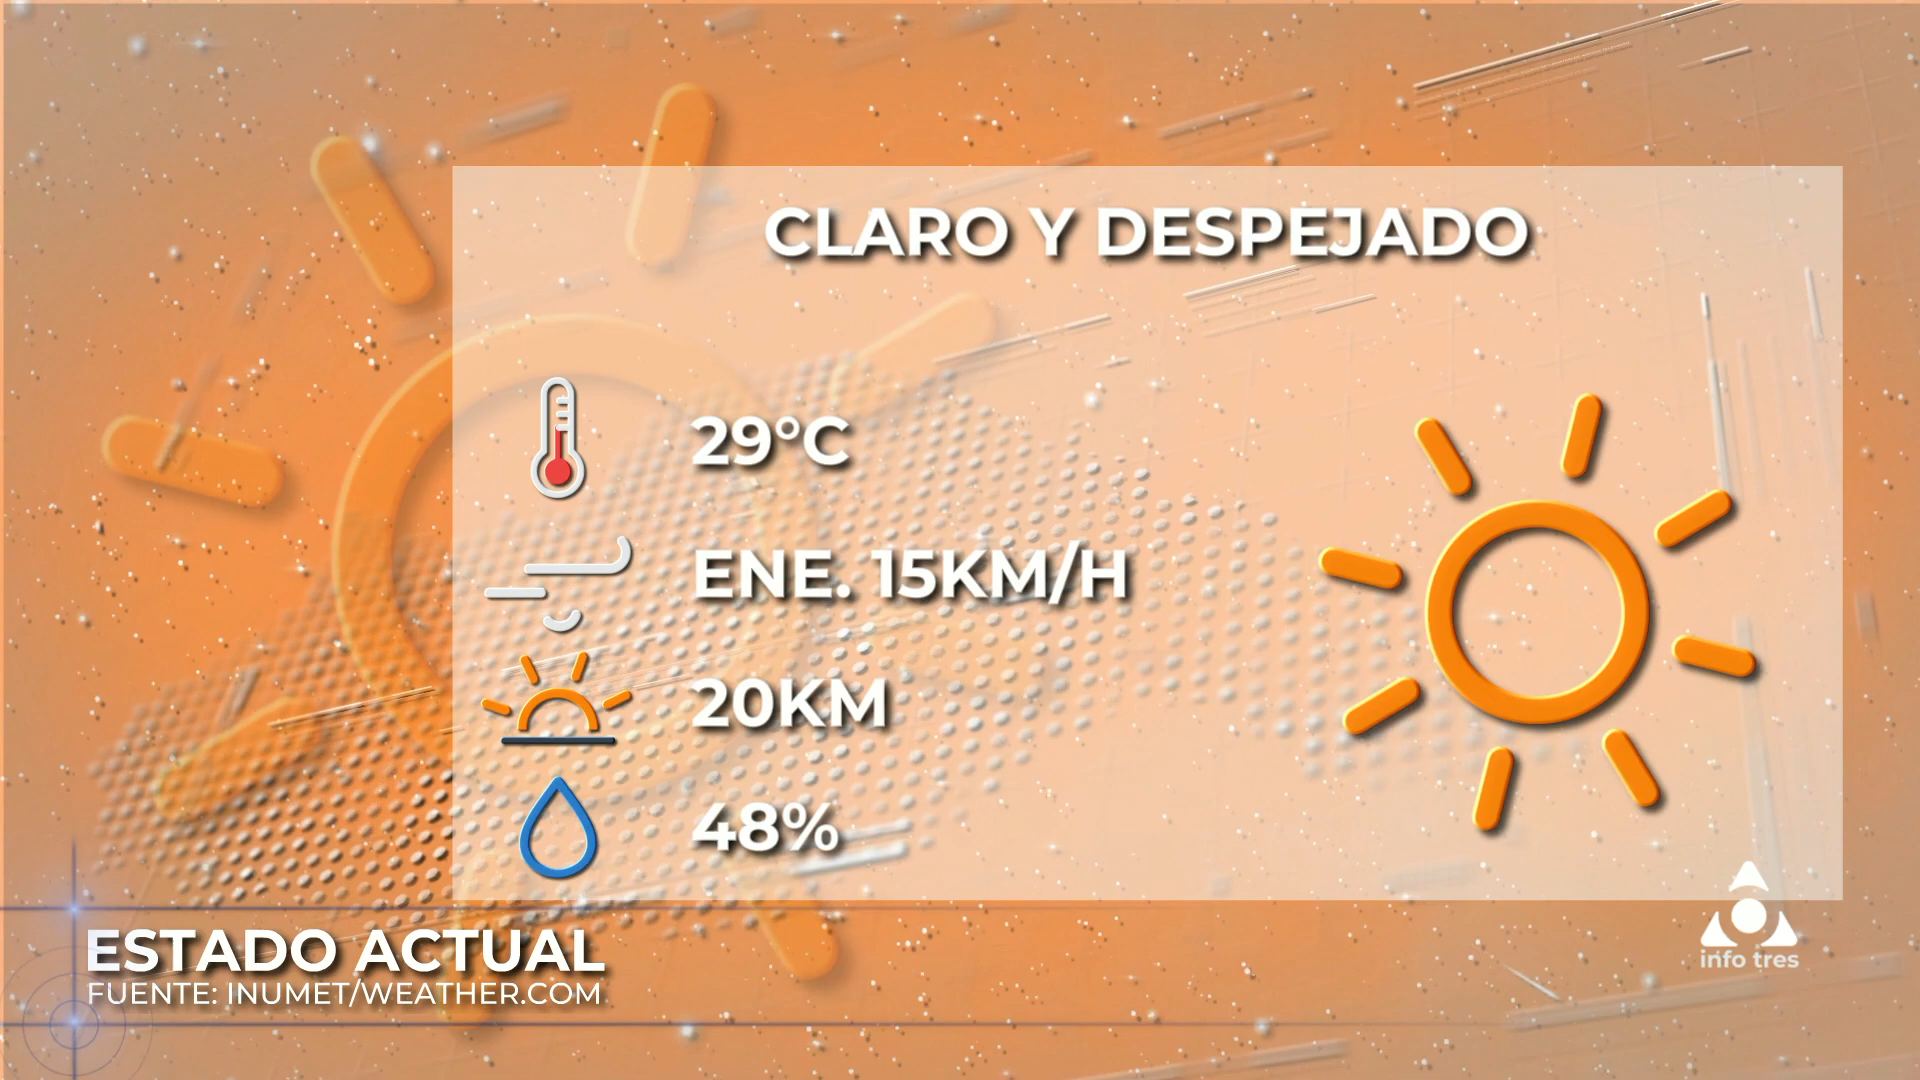 CLARO Y DESPEJADO
29°C
ENE. 15KM/H
20KM
48%
ESTADO ACTUAL
FUENTE: INUMET/WEATHER.COM
info tres